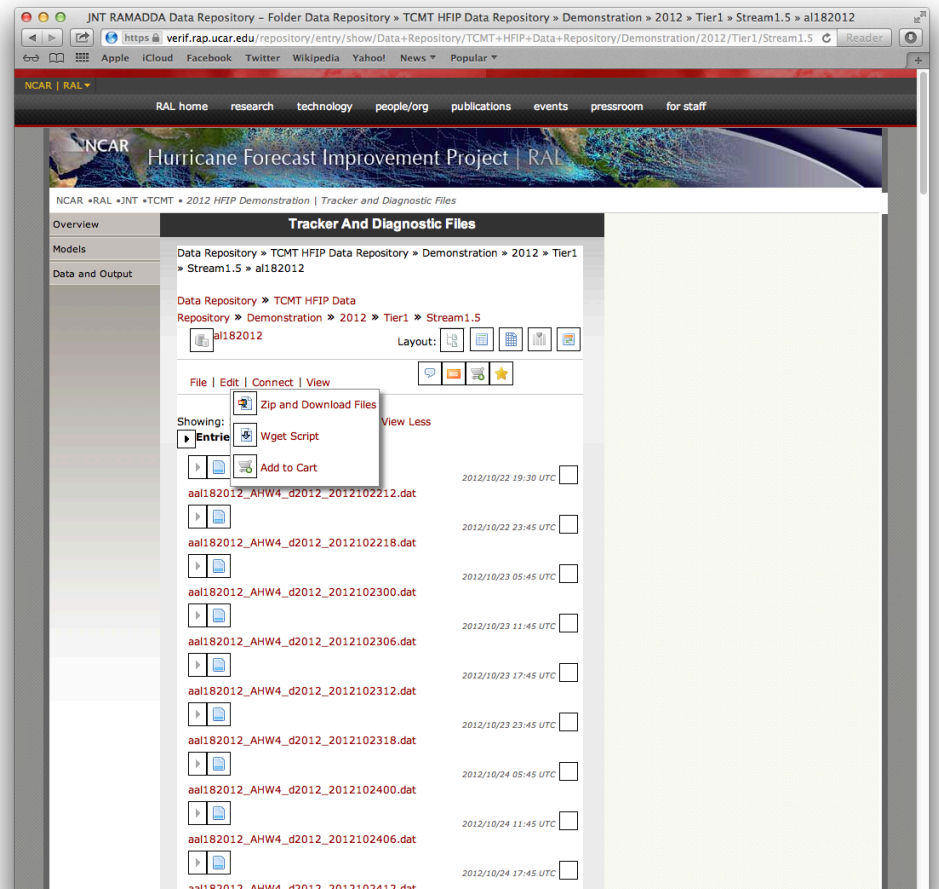 JNT RAMADDA Data Repository – Folder Data Repository » TCMT HFIP Data Repository » Demonstration » 2012 » Tier1 » Stream1.5 » al182012
https verif.rap.ucar.edu/repository/entry/show/Data+Repository/TCMT+HFIP+Data+Repository/Demonstration/2012/Tier1/Stream1.5 Reader
Apple iCloud Facebook Twitter Wikipedia Yahoo! News Popular
NCAR | RAL
RAL home research technology people/org publications events pressroom for staff
NCAR
Hurricane Forecast Improvement Project | RAL
NCAR •RAL •JNT •TCMT • 2012 HFIP Demonstration | Tracker and Diagnostic Files
Overview
Models
Data and Output
Tracker And Diagnostic Files
Data Repository » TCMT HFIP Data Repository » Demonstration » 2012 » Tier1
» Stream1.5 » al182012
Data Repository » TCMT HFIP Data
Repository » Demonstration » 2012 » Tier1 » Stream1.5
al182012
Layout:
File | Edit | Connect | View
Zip and Download Files
Wget Script
Add to Cart
Showing: View Less
Entrie
2012/10/22 19:30 UTC
aal182012_AHW4_d2012_2012102212.dat
2012/10/22 23:45 UTC
aal182012_AHW4_d2012_2012102218.dat
2012/10/23 05:45 UTC
aal182012_AHW4_d2012_2012102300.dat
2012/10/23 11:45 UTC
aal182012_AHW4_d2012_2012102306.dat
2012/10/23 17:45 UTC
aal182012_AHW4_d2012_2012102312.dat
2012/10/23 23:45 UTC
aal182012_AHW4_d2012_2012102318.dat
2012/10/24 05:45 UTC
aal182012_AHW4_d2012_2012102400.dat
2012/10/24 11:45 UTC
aal182012_AHW4_d2012_2012102406.dat
2012/10/24 17:45 UTC
aal182012_AHW4_d2012_2012102412.dat